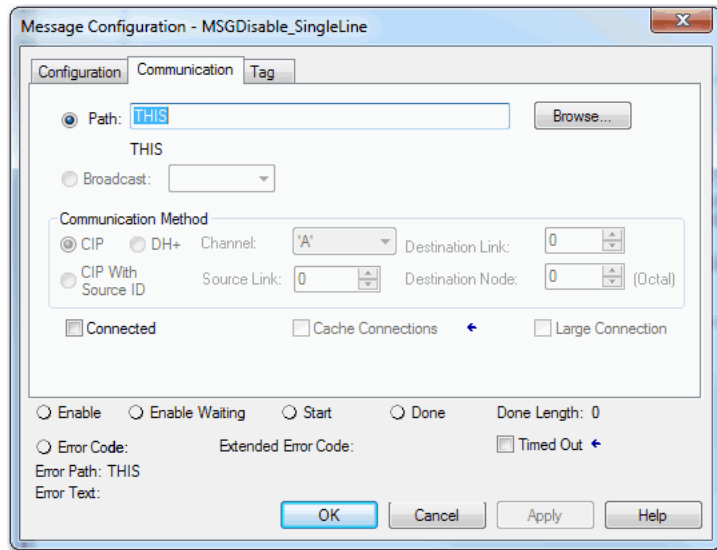 Message Configuration - MSGDisable_SingleLine
Configuration Communication Tag
Path: THIS Browse...
THIS
Broadcast:
Communication Method
CIP DH+ Channel: 'A' Destination Link: 0
CIP With Source ID Source Link: 0 Destination Node: 0 (Octal)
Connected Cache Connections Large Connection
Enable Enable Waiting Start Done Done Length: 0
Error Code: Extended Error Code: Timed Out
Error Path: THIS
Error Text:
OK Cancel Apply Help